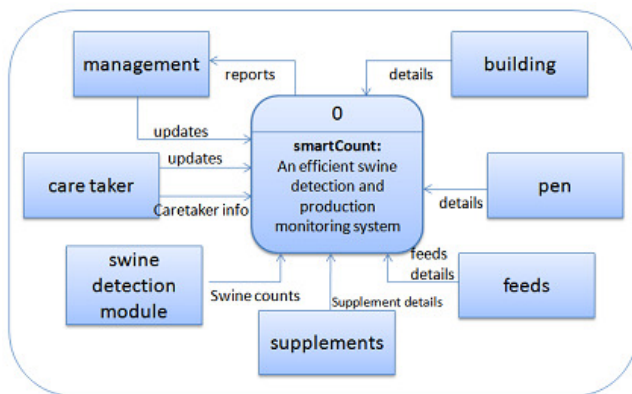 management
building
reports
details
0
smartCount:
An efficient swine
detection and
production
monitoring system
updates
updates
care taker
Caretaker info
pen
details
swine
detection
module
Swine counts
feeds
details
feeds
Supplement details
supplements